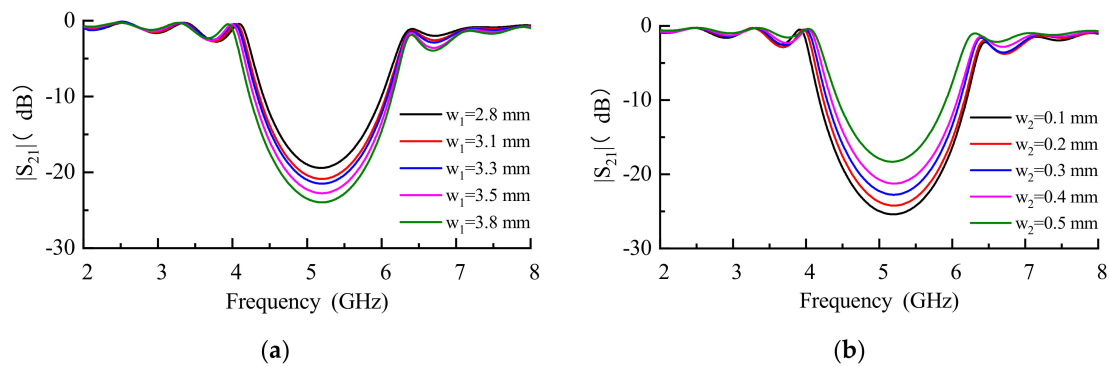 |S21|( dB)
0
-10
-20
-30
w1=2.8 mm
w1=3.1 mm
w1=3.3 mm
w1=3.5 mm
w1=3.8 mm
2 3 4 5 6 7 8
Frequency (GHz)
(a)
|S21|( dB)
0
-10
-20
-30
w2=0.1 mm
w2=0.2 mm
w2=0.3 mm
w2=0.4 mm
w2=0.5 mm
2 3 4 5 6 7 8
Frequency (GHz)
(b)